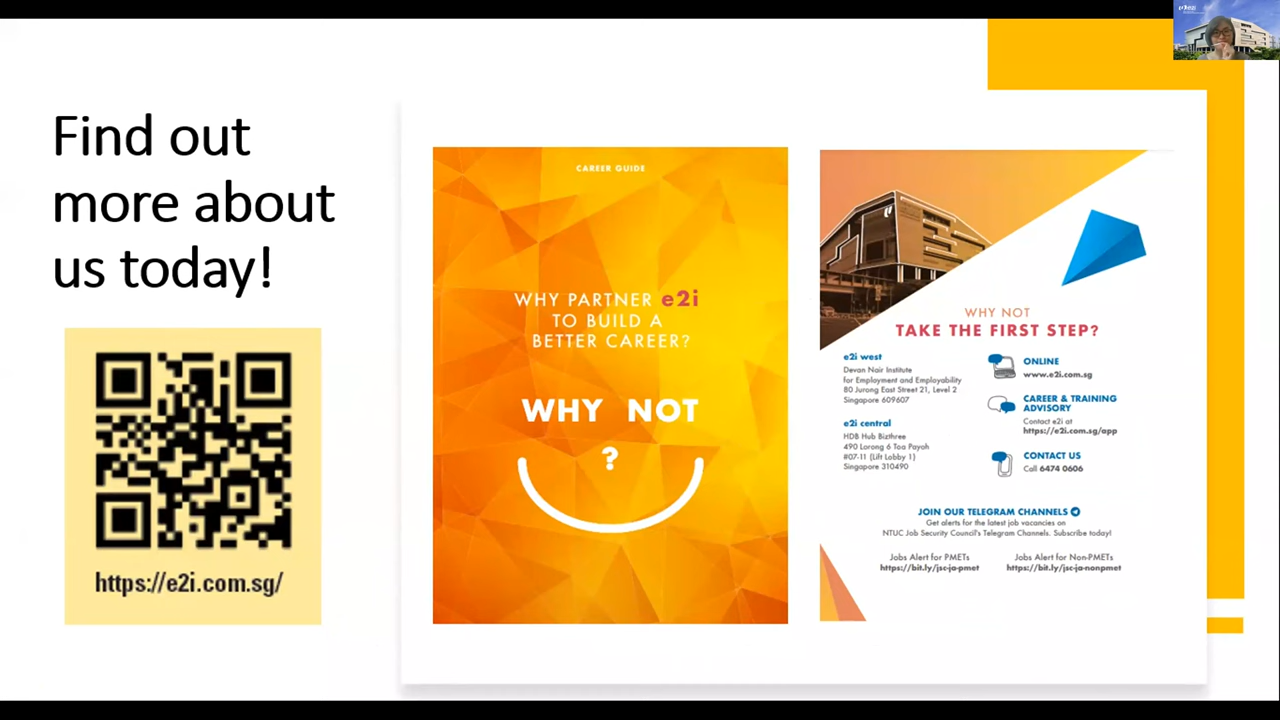 Find out
more about
us today!
https://e2i.com.sg/
CAREER GUIDE
WHY PARTNER e2i
TO BUILD A
BETTER CAREER?
WHY NOT
?
WHY NOT
TAKE THE FIRST STEP?
e2i west
Devan Nair Institute
for Employment and Employability
80 Jurong East Street 21, Level 2
Singapore 609607
e2i central
HDB Hub Bizthree
490 Lorong 6 Toa Payoh
#07-11 (Lift Lobby 1)
Singapore 310490
ONLINE
www.e2i.com.sg
CAREER & TRAINING
ADVISORY
Contact e2i at
https://e2i.com.sg/app
CONTACT US
Call 6474 0606
JOIN OUR TELEGRAM CHANNELS
Get alerts for the latest job vacancies on
NTUC Job Security Council's Telegram Channels. Subscribe today!
Jobs Alert for PMETs
https://bit.ly/jsc-ja-pmet
Jobs Alert for Non-PMETs
https://bit.ly/jsc-ja-nonpmet